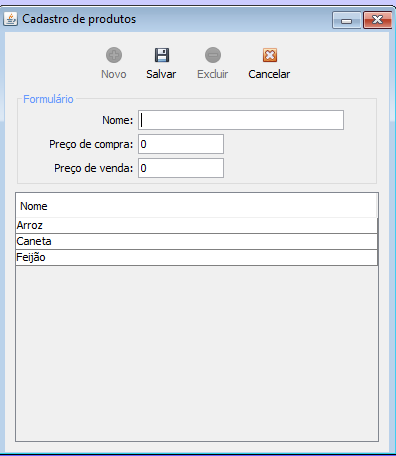 Cadastro de produtos
Novo Salvar Excluir Cancelar
Formulário
Nome:
Preço de compra: 0
Preço de venda: 0
Nome
Arroz
Caneta
Feijão